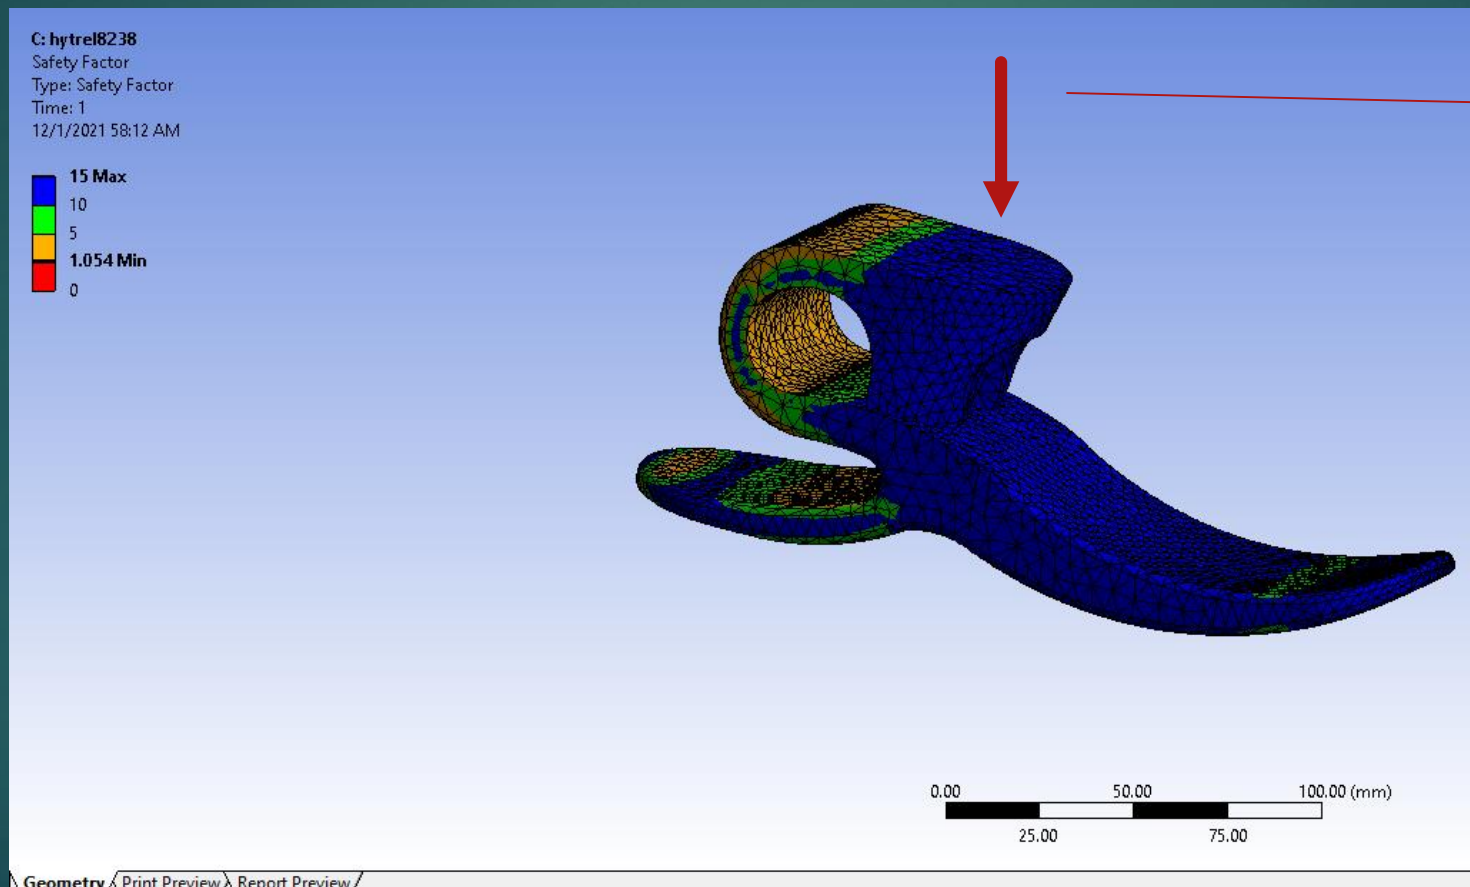 C: hytrel8238
Safety Factor
Type: Safety Factor
Time: 1
12/1/2021 58:12 AM
15 Max
10
5
1.054 Min
0
0.00 50.00 100.00 (mm)
25.00 75.00
Geometry Print Preview Report Preview